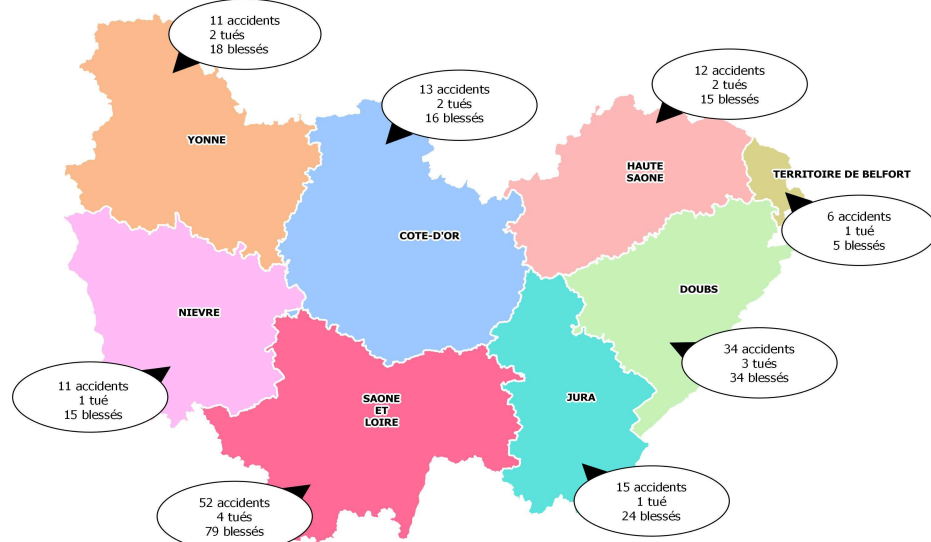 11 accidents
2 tués
18 blessés
YONNE
13 accidents
2 tués
16 blessés
COTE-D'OR
12 accidents
2 tués
15 blessés
HAUTE
SAONE
TERRITOIRE DE BELFORT
6 accidents
1 tué
5 blessés
DOUBS
34 accidents
3 tués
34 blessés
NIEVRE
11 accidents
1 tué
15 blessés
SAONE
ET
LOIRE
52 accidents
4 tués
79 blessés
JURA
15 accidents
1 tué
24 blessés